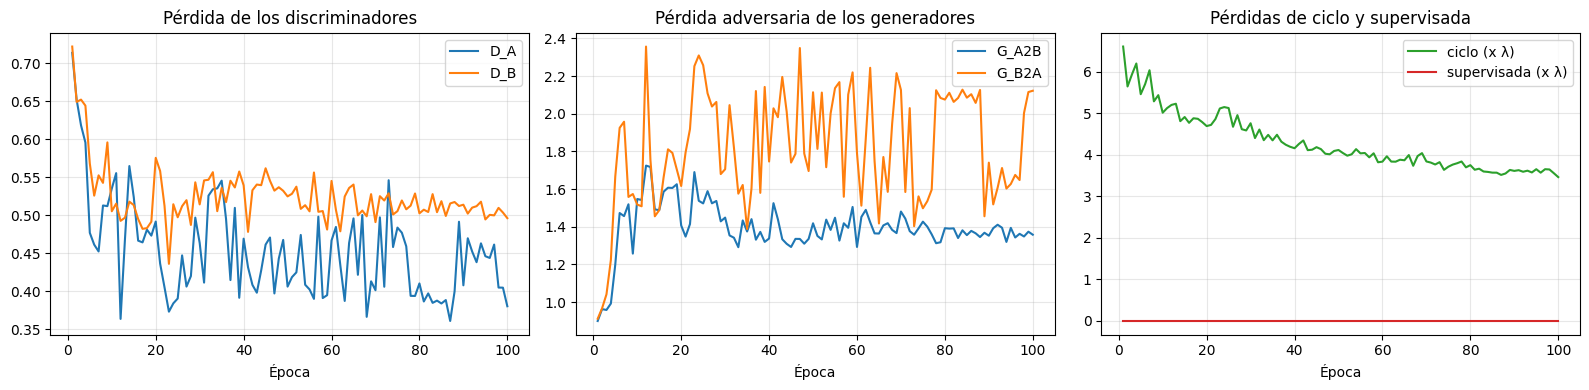 Pérdida de los discriminadores
D_A
D_B
0.70
0.65
0.60
0.55
0.50
0.45
0.40
0.35
0 20 40 60 80 100
Época
Pérdida adversaria de los generadores
G_A2B
G_B2A
2.4
2.2
2.0
1.8
1.6
1.4
1.2
1.0
0 20 40 60 80 100
Época
Pérdidas de ciclo y supervisada
ciclo (x λ)
supervisada (x λ)
6
5
4
3
2
1
0
0 20 40 60 80 100
Época